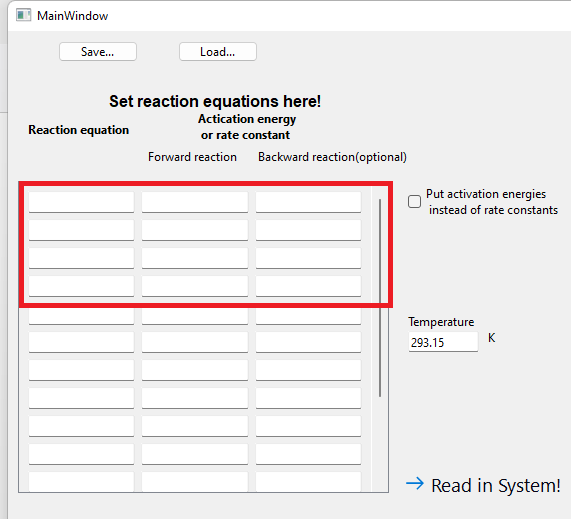 MainWindow
Save...
Load...
Set reaction equations here!
Actication energy
Reaction equation
or rate constant
Forward reaction
Backward reaction(optional)
Put activation energies
instead of rate constants
Temperature
293.15
K
Read in System!